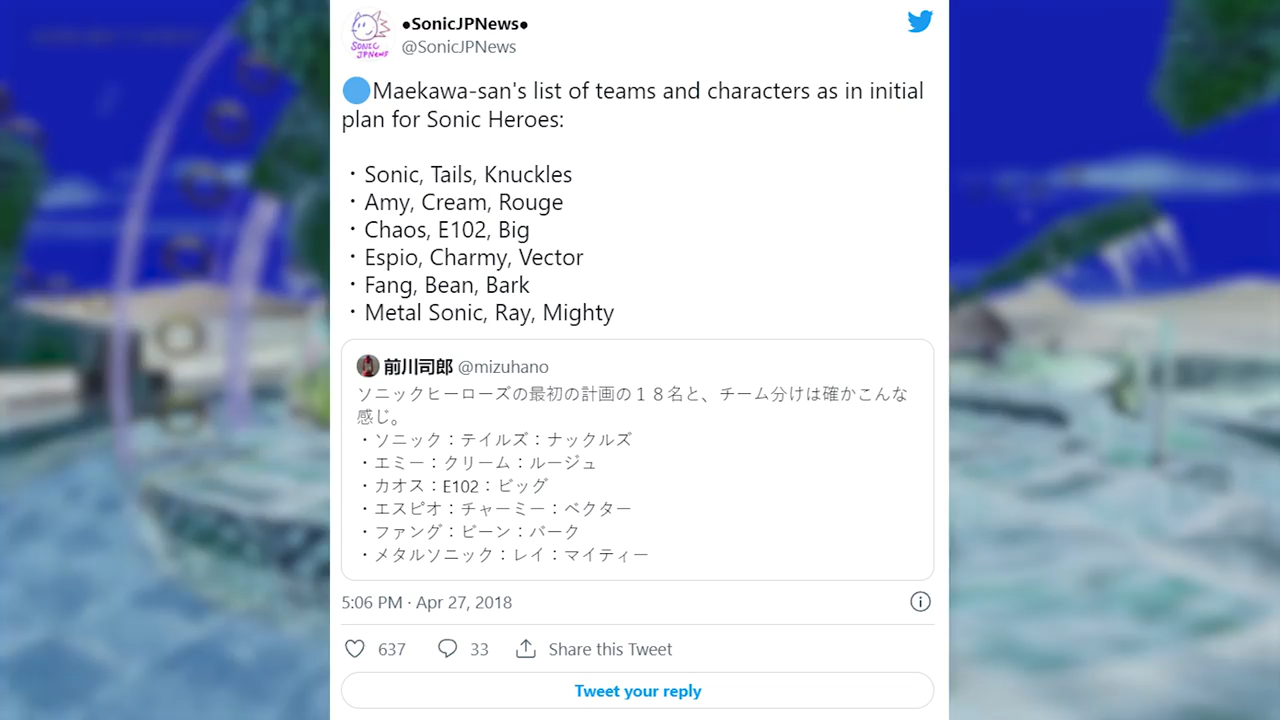 SONIC
JPNews
●SonicJPNews●
@SonicJPNews
🔵Maekawa-san's list of teams and characters as in initial
plan for Sonic Heroes:
・Sonic, Tails, Knuckles
・Amy, Cream, Rouge
・Chaos, E102, Big
・Espio, Charmy, Vector
・Fang, Bean, Bark
・Metal Sonic, Ray, Mighty
前川司郎 @mizuhano
ソニックヒーローズの最初の計画の１８名と、チーム分けは確かこんな
感じ。
・ソニック：テイルズ：ナックルズ
・エミー：クリーム：ルージュ
・カオス：E102：ビッグ
・エスピオ：チャーミー：ベクター
・ファング：ビーン：バーク
・メタルソニック：レイ：マイティー
5:06 PM · Apr 27, 2018
637 33 Share this Tweet
Tweet your reply